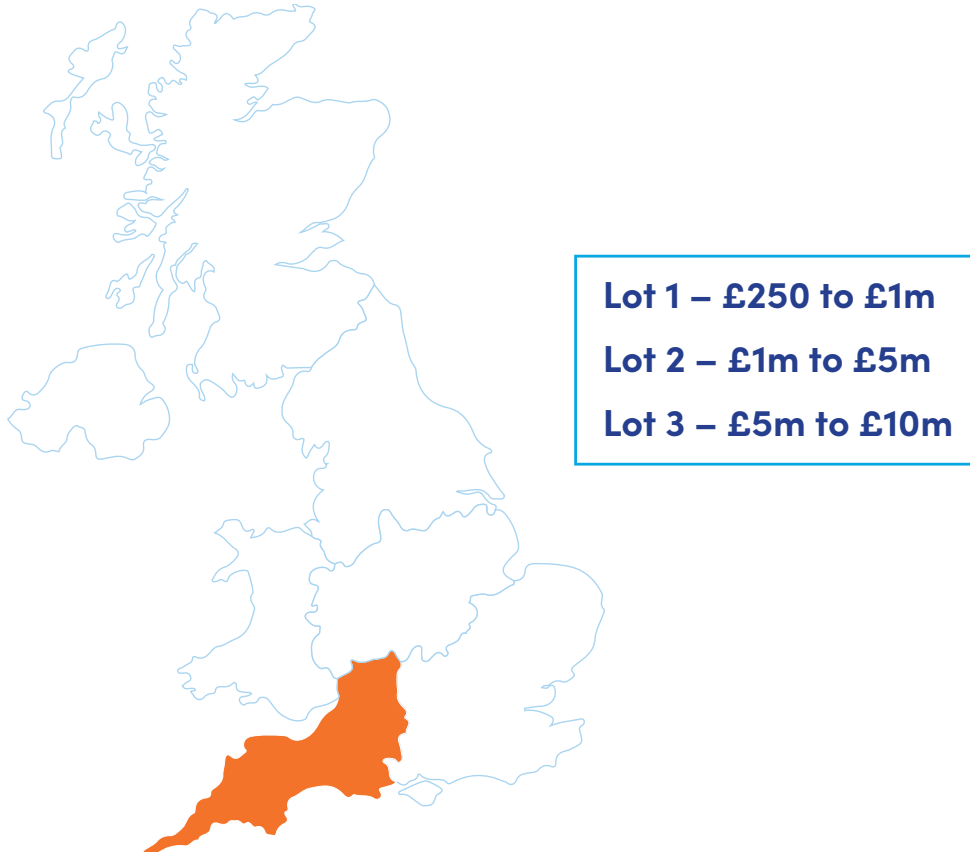 Lot 1 – £250 to £1m
Lot 2 – £1m to £5m
Lot 3 – £5m to £10m